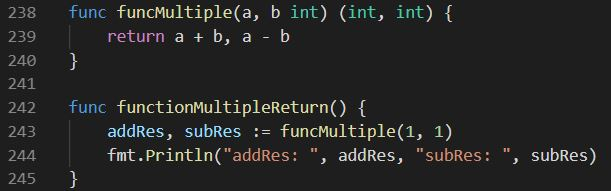 238 func funcMultiple(a, b int) (int, int) {
239     return a + b, a - b
240 }
241
242 func functionMultipleReturn() {
243     addRes, subRes := funcMultiple(1, 1)
244     fmt.Println("addRes: ", addRes, "subRes: ", subRes)
245 }